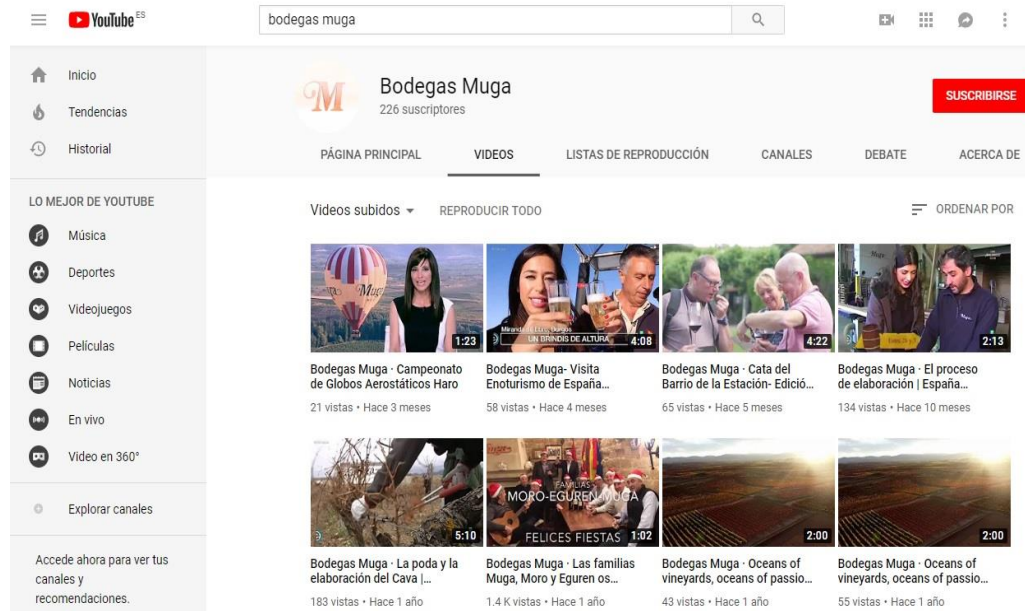 YouTube ES
bodegas muga
Inicio
Tendencias
Historial
LO MEJOR DE YOUTUBE
Música
Deportes
Videojuegos
Películas
Noticias
En vivo
Video en 360°
Explorar canales
Accede ahora para ver tus
canales y
recomendaciones.
M
Bodegas Muga
226 suscriptores
SUSCRIBIRSE
PÁGINA PRINCIPAL VIDEOS LISTAS DE REPRODUCCIÓN CANALES DEBATE ACERCA DE
Videos subidos REPRODUCIR TODO ORDENAR POR
Muga
1:23
Bodegas Muga · Campeonato
de Globos Aerostáticos Haro
21 vistas • Hace 3 meses
UN BRINDIS DE ALTURA
4:08
Bodegas Muga- Visita
Enoturismo de España...
58 vistas • Hace 4 meses
4:22
Bodegas Muga · Cata del
Barrio de la Estación- Edició...
65 vistas • Hace 5 meses
2:13
Bodegas Muga · El proceso
de elaboración | España...
134 vistas • Hace 10 meses
5:10
Bodegas Muga · La poda y la
elaboración del Cava |...
183 vistas • Hace 1 año
FAMILIAS
MORO-EGUREN-MUGA
FELICES FIESTAS
1:02
Bodegas Muga · Las familias
Muga, Moro y Eguren os...
1.4 K vistas • Hace 1 año
2:00
Bodegas Muga · Oceans of
vineyards, oceans of passio...
43 vistas • Hace 1 año
2:00
Bodegas Muga · Oceans of
vineyards, oceans of passio...
55 vistas • Hace 1 año